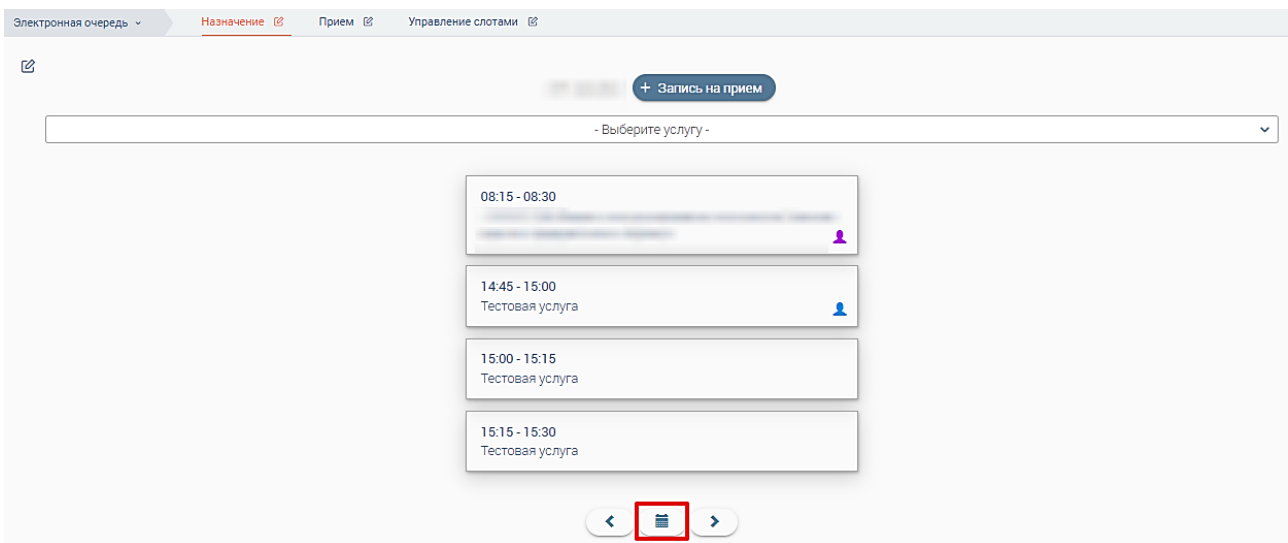 Электронная очередь Назначение Прием Управление слотами
+ Запись на прием
- Выберите услугу -
08:15 - 08:30
14:45 - 15:00
Тестовая услуга
15:00 - 15:15
Тестовая услуга
15:15 - 15:30
Тестовая услуга